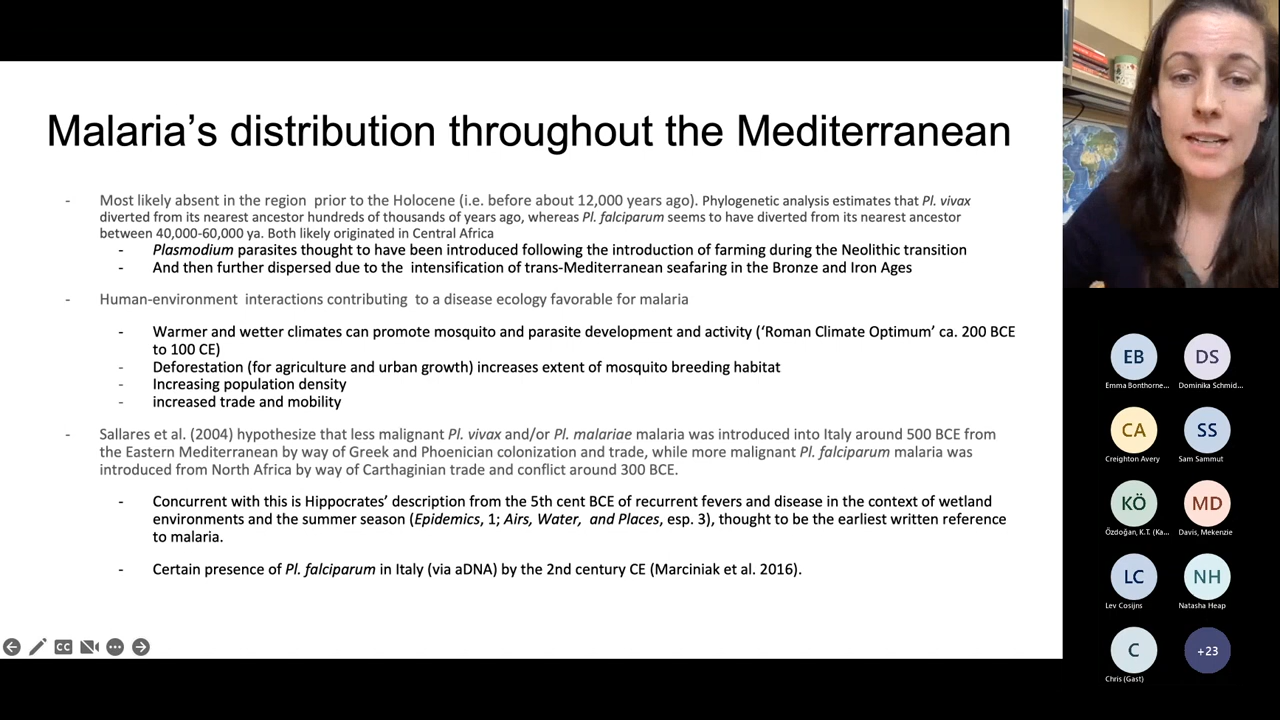 Malaria’s distribution throughout the Mediterranean
- Most likely absent in the region prior to the Holocene (i.e. before about 12,000 years ago). Phylogenetic analysis estimates that Pl. vivax
diverted from its nearest ancestor hundreds of thousands of years ago, whereas Pl. falciparum seems to have diverted from its nearest ancestor
between 40,000-60,000 ya. Both likely originated in Central Africa
- Plasmodium parasites thought to have been introduced following the introduction of farming during the Neolithic transition
- And then further dispersed due to the intensification of trans-Mediterranean seafaring in the Bronze and Iron Ages
- Human-environment interactions contributing to a disease ecology favorable for malaria
- Warmer and wetter climates can promote mosquito and parasite development and activity (‘Roman Climate Optimum’ ca. 200 BCE
to 100 CE)
- Deforestation (for agriculture and urban growth) increases extent of mosquito breeding habitat
- Increasing population density
- increased trade and mobility
- Sallares et al. (2004) hypothesize that less malignant Pl. vivax and/or Pl. malariae malaria was introduced into Italy around 500 BCE from
the Eastern Mediterranean by way of Greek and Phoenician colonization and trade, while more malignant Pl. falciparum malaria was
introduced from North Africa by way of Carthaginian trade and conflict around 300 BCE.
- Concurrent with this is Hippocrates’ description from the 5th cent BCE of recurrent fevers and disease in the context of wetland
environments and the summer season (Epidemics, 1; Airs, Water, and Places, esp. 3), thought to be the earliest written reference
to malaria.
- Certain presence of Pl. falciparum in Italy (via aDNA) by the 2nd century CE (Marciniak et al. 2016).
CC
EB DS
Emma Bonthorne... Dominika Schmid...
CA SS
Creighton Avery Sam Sammut
KÖ MD
Özdoğan, K.T. (Ka... Davis, Mekenzie
LC NH
Lev Cosijns Natasha Heap
C +23
Chris (Gast)